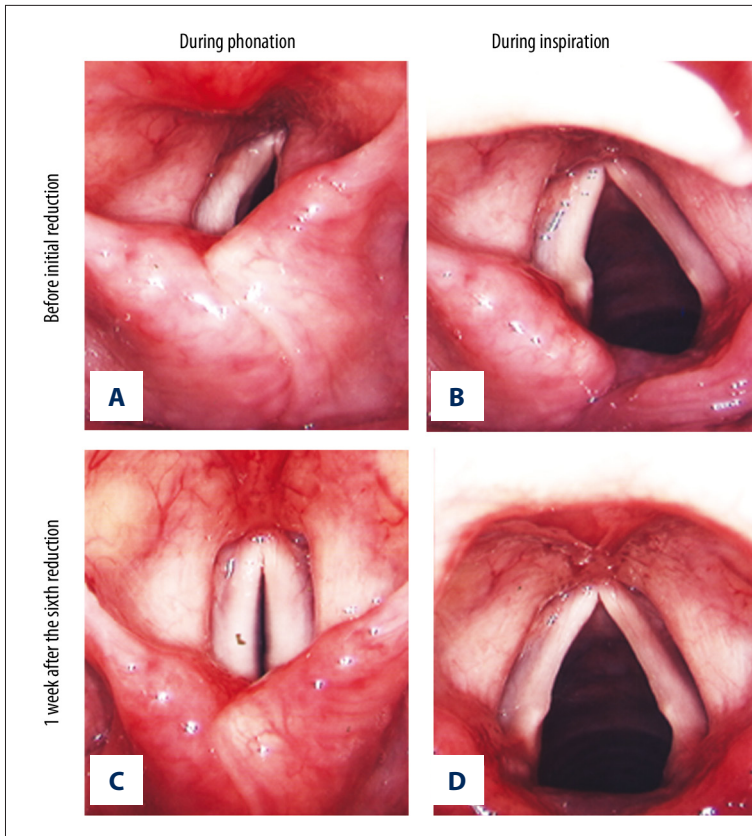 During phonation
During inspiration
Before initial reduction
A
B
1 week after the sixth reduction
C
D